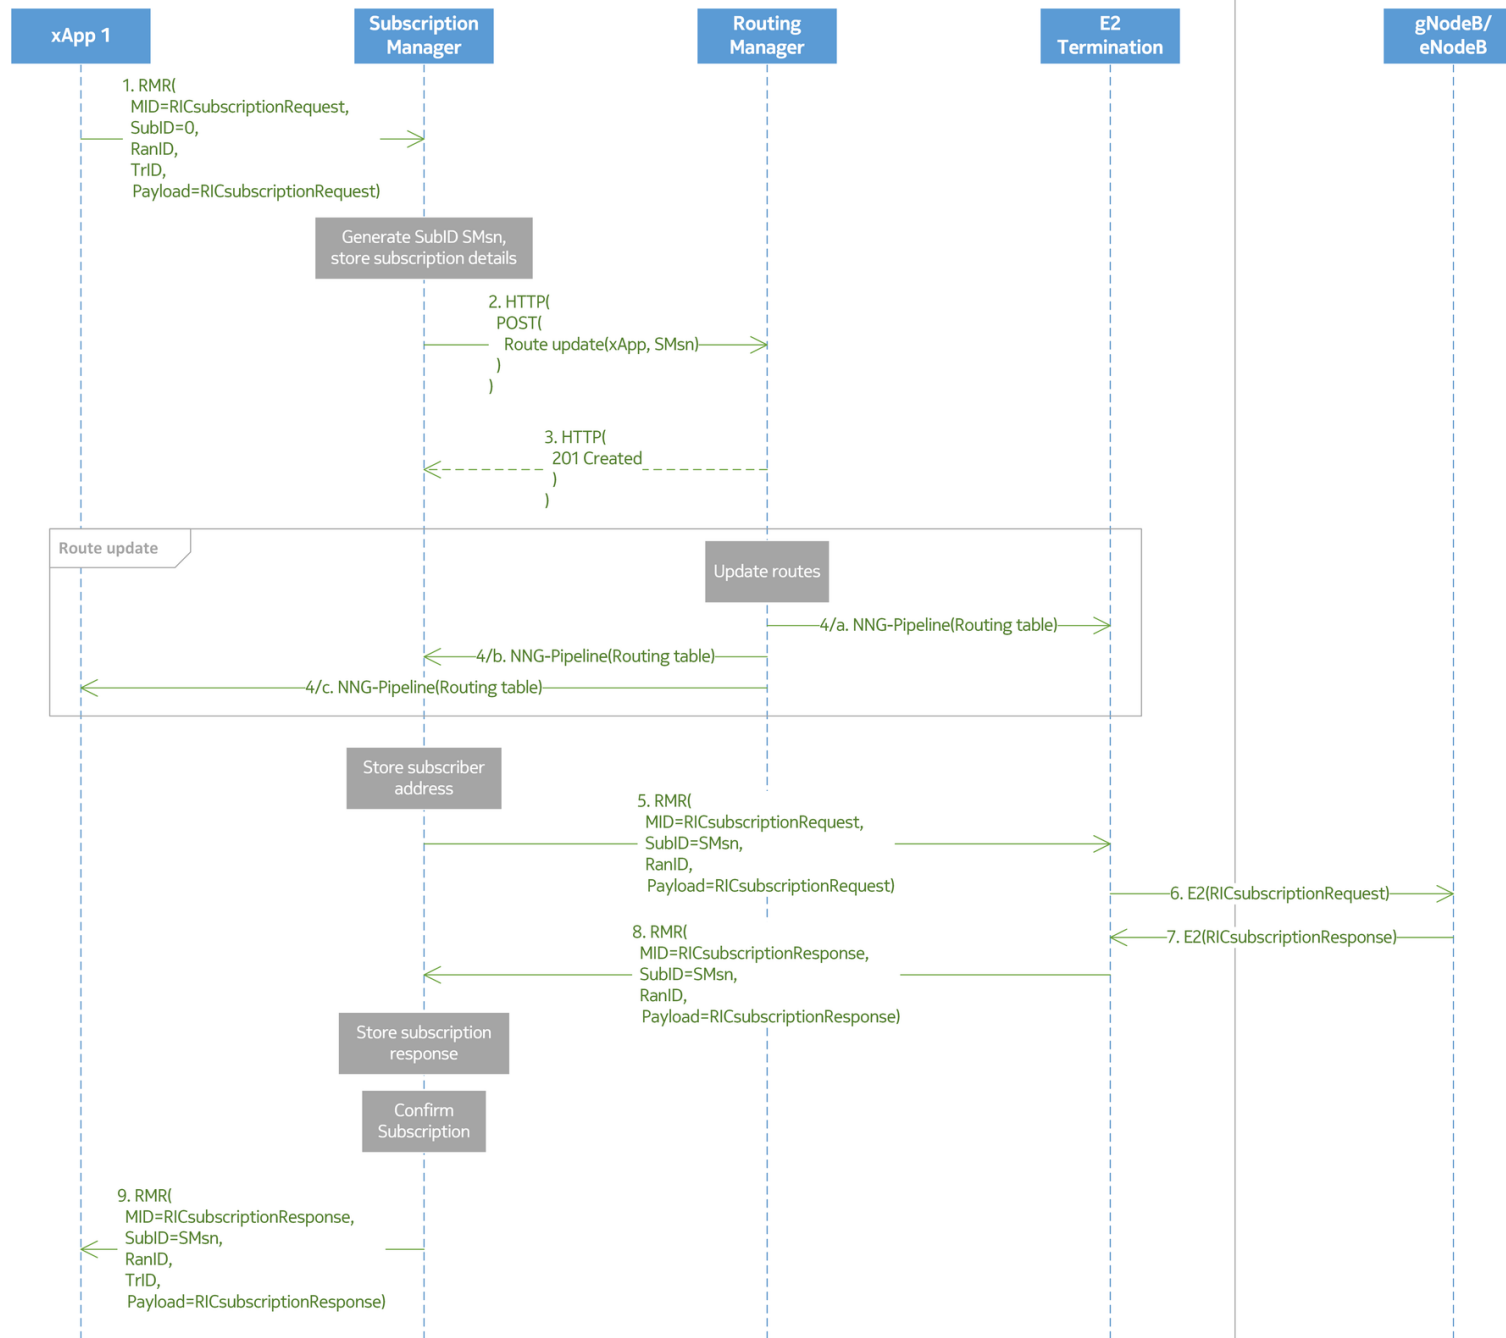 xApp 1
Subscription
Manager
Routing
Manager
E2
Termination
gNodeB/
eNodeB
1. RMR(
MID=RICsubscriptionRequest,
SubID=0,
RanID,
TrID,
Payload=RICsubscriptionRequest)
Generate SubID SMsn,
store subscription details
2. HTTP(
POST(
Route update(xApp, SMsn)
)
)
3. HTTP(
201 Created
)
)
Route update
Update routes
4/a. NNG-Pipeline(Routing table)
4/b. NNG-Pipeline(Routing table)
4/c. NNG-Pipeline(Routing table)
Store subscriber
address
5. RMR(
MID=RICsubscriptionRequest,
SubID=SMsn,
RanID,
Payload=RICsubscriptionRequest)
6. E2(RICsubscriptionRequest)
7. E2(RICsubscriptionResponse)
8. RMR(
MID=RICsubscriptionResponse,
SubID=SMsn,
RanID,
Payload=RICsubscriptionResponse)
Store subscription
response
Confirm
Subscription
9. RMR(
MID=RICsubscriptionResponse,
SubID=SMsn,
RanID,
TrID,
Payload=RICsubscriptionResponse)